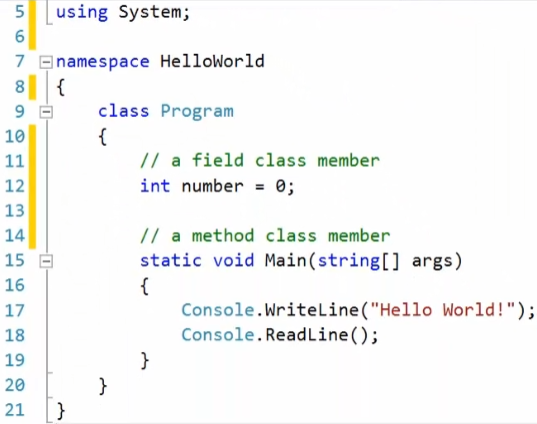 5 using System;
6
7 namespace HelloWorld
8 {
9 class Program
10 {
11 // a field class member
12 int number = 0;
13
14 // a method class member
15 static void Main(string[] args)
16 {
17 Console.WriteLine("Hello World!");
18 Console.ReadLine();
19 }
20 }
21 }